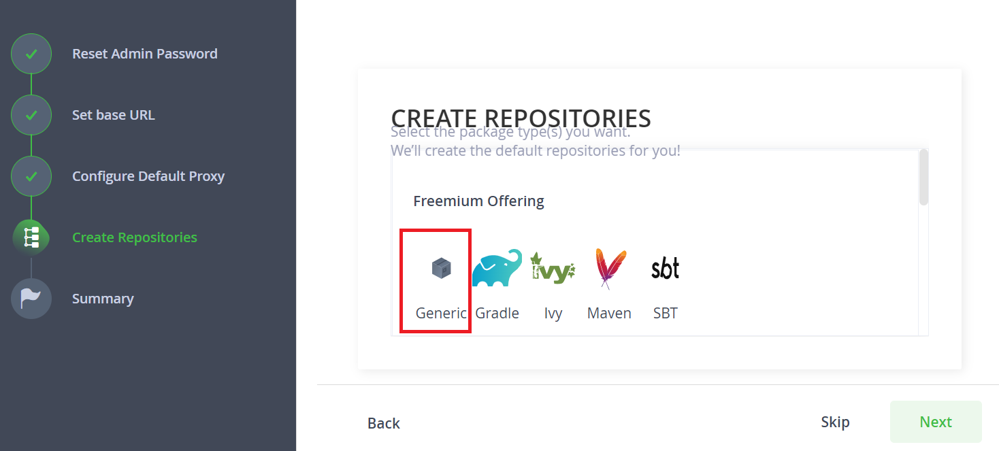 Reset Admin Password
Set base URL
Configure Default Proxy
Create Repositories
Summary
CREATE REPOSITORIES
Select the package type(s) you want.
We'll create the default repositories for you!
Freemium Offering
ivy sbt
Generic Gradle Ivy Maven SBT
Back Skip Next